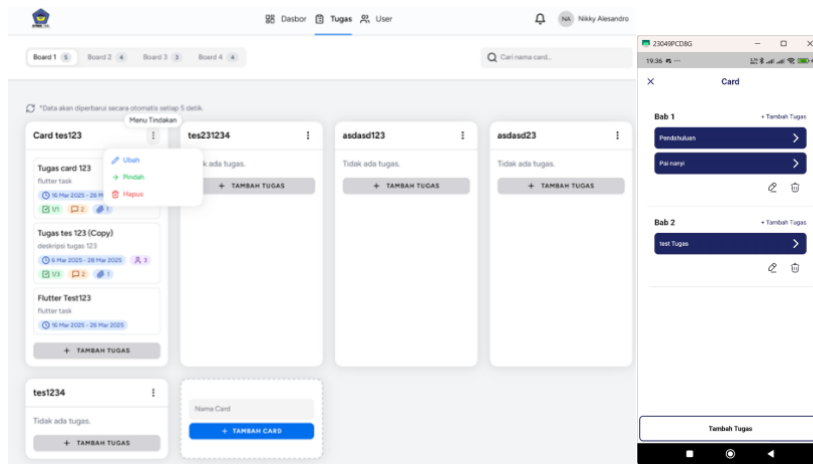 Dasbor Tugas User
NA Nikky Alesandro
Board 1 5 Board 2 4 Board 3 3 Board 4 4
Cari nama card...
*Data akan diperbarui secara otomatis setiap 5 detik.
Menu Tindakan
Card tes123
Ubah
Pindah
Hapus
Tugas card 123
flutter task
16 Mar 2025 - 26 M
1/1 2 1
Tugas tes 123 (Copy)
deskripsi tugas 123
6 Mar 2025 - 28 Mar 2025 3
1/3 2 1
Flutter Test123
flutter task
16 Mar 2025 - 26 Mar 2025
+ TAMBAH TUGAS
tes231234
k ada tugas.
+ TAMBAH TUGAS
asdasd123
Tidak ada tugas.
+ TAMBAH TUGAS
asdasd23
Tidak ada tugas.
+ TAMBAH TUGAS
tes1234
Tidak ada tugas.
+ TAMBAH TUGAS
Nama Card
+ TAMBAH CARD
23049PCD8G
19:36
Card
Bab 1 + Tambah Tugas
Pendahuluan
Pai nanyi
Bab 2 + Tambah Tugas
test Tugas
Tambah Tugas